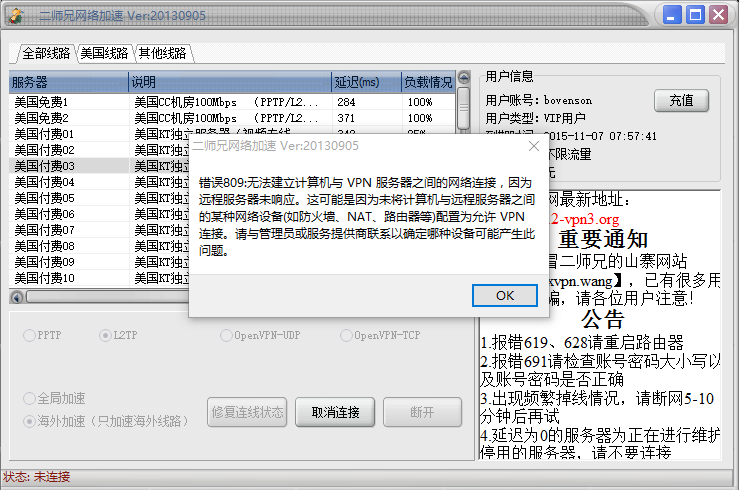 二师兄网络加速 Ver:20130905
全部线路 美国线路 其他线路
服务器 说明 延迟(ms) 负载情况
美国免费1 美国CC机房100Mbps （PPTP/L2... 284 100%
美国免费2 美国CC机房100Mbps （PPTP/L2... 371 100%
美国付费01 美国KT独立服务器
美国付费02 美国KT独立
美国付费03 美国KT独立
美国付费04 美国KT独立
美国付费05 美国KT独立
美国付费06 美国KT独立
美国付费07 美国KT独立
美国付费08 美国KT独立
美国付费09 美国KT独立
美国付费10 美国KT独立
用户信息
用户账号: bovenson
充值
用户类型: VIP用户
2015-11-07 07:57:41
不限流量
无
二师兄网络加速 Ver:20130905
错误809:无法建立计算机与 VPN 服务器之间的网络连接，因为
远程服务器未响应。这可能是因为未将计算机与远程服务器之间
的某种网络设备(如防火墙、NAT、路由器等)配置为允许 VPN
连接。请与管理员或服务提供商联系以确定哪种设备可能产生此
问题。
OK
网最新地址:
2-vpn3.org
重要通知
冒二师兄的山寨网站
xvpn.wang】，已有很多用
骗，请各位用户注意！
公告
1.报错619、628请重启路由器
2.报错691请检查账号密码大小写以
及账号密码是否正确
3.出现频繁掉线情况，请断网5-10
分钟后再试
4.延迟为0的服务器为正在进行维护
停用的服务器，请不要连接
PPTP L2TP OpenVPN-UDP OpenVPN-TCP
全局加速
海外加速（只加速海外线路）
修复连线状态 取消连接 断开
状态: 未连接